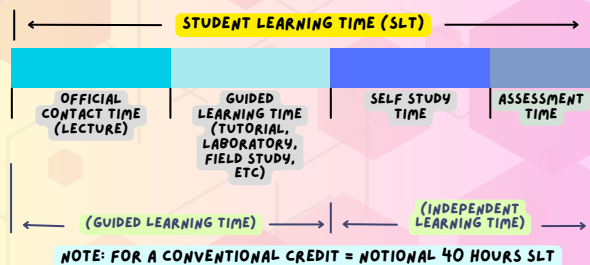 STUDENT LEARNING TIME (SLT)
OFFICIAL
CONTACT TIME
(LECTURE)
GUIDED
LEARNING TIME
(TUTORIAL,
LABORATORY,
FIELD STUDY,
ETC)
SELF STUDY
TIME
ASSESSMENT
TIME
(GUIDED LEARNING TIME)
(INDEPENDENT
LEARNING TIME)
NOTE: FOR A CONVENTIONAL CREDIT = NOTIONAL 40 HOURS SLT